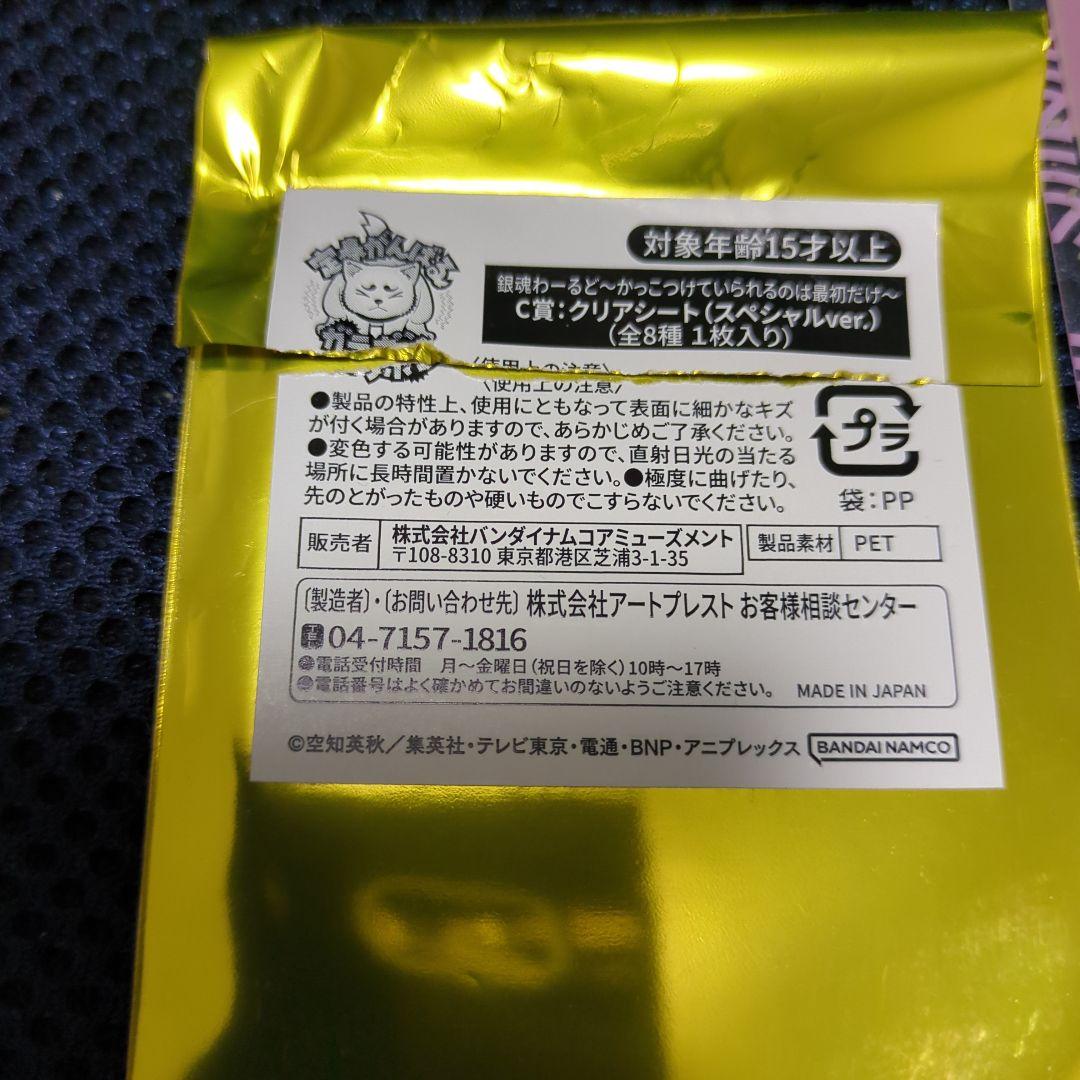 対象年齢15才以上
銀魂わーるど～かっこつけていられるのは最初だけ～
C賞：クリアシート（スペシャルver.）
（全8種 1枚入り）
〈使用上の注意〉
〈使用上の注意〉
●製品の特性上、使用にともなって表面に細かなキズ
が付く場合がありますので、あらかじめご了承ください。
●変色する可能性がありますので、直射日光の当たる
場所に長時間置かないでください。●極度に曲げたり、
先のとがったものや硬いものでこすらないでください。
プラ
袋：PP
販売者 株式会社バンダイナムコアミューズメント
〒108-8310 東京都港区芝浦3-1-35
製品素材 PET
〔製造者〕・〔お問い合わせ先〕株式会社アートプレスト お客様相談センター
04-7157-1816
●電話受付時間 月～金曜日（祝日を除く）10時～17時
●電話番号はよく確かめてお間違いのないようご注意ください。 MADE IN JAPAN
©空知英秋／集英社・テレビ東京・電通・BNP・アニプレックス
BANDAI NAMCO